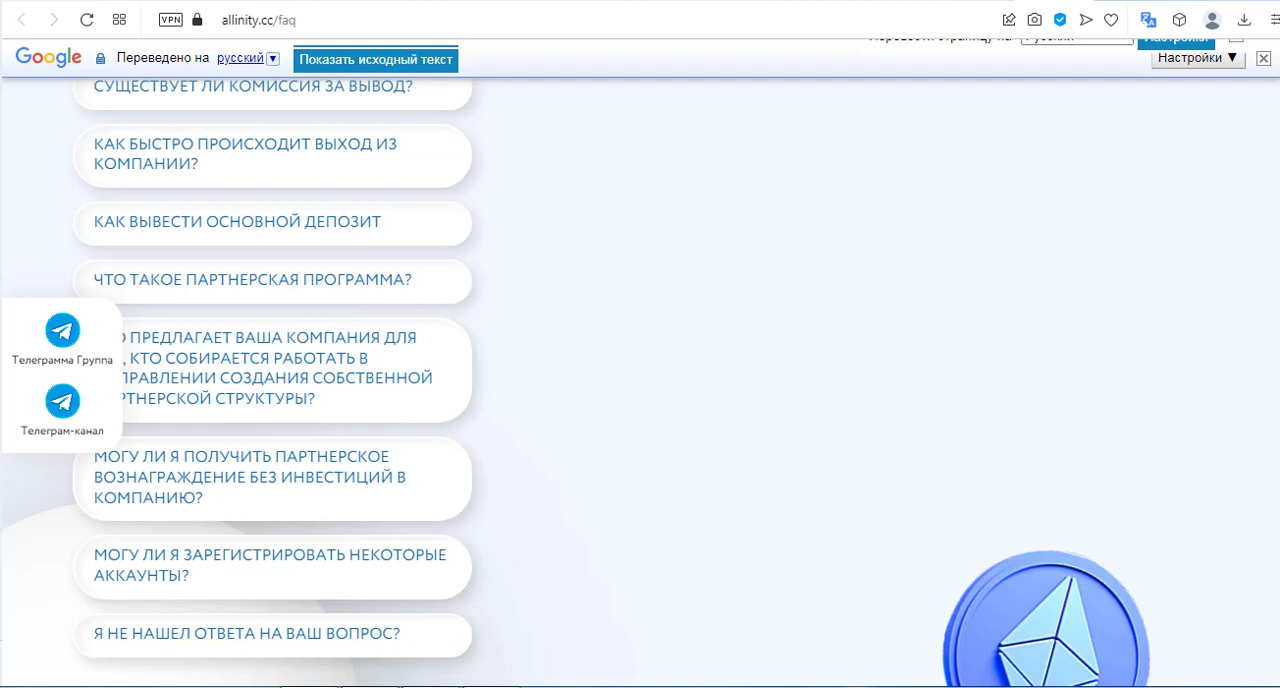 VPN allinity.cc/faq
Google Переведено на русский Показать исходный текст Настройки
СУЩЕСТВУЕТ ЛИ КОМИССИЯ ЗА ВЫВОД?
КАК БЫСТРО ПРОИСХОДИТ ВЫХОД ИЗ
КОМПАНИИ?
КАК ВЫВЕСТИ ОСНОВНОЙ ДЕПОЗИТ
ЧТО ТАКОЕ ПАРТНЕРСКАЯ ПРОГРАММА?
Телеграмма Группа
Телеграм-канал
ПРЕДЛАГАЕТ ВАША КОМПАНИЯ ДЛЯ
, КТО СОБИРАЕТСЯ РАБОТАТЬ В
ПРАВЛЕНИИ СОЗДАНИЯ СОБСТВЕННОЙ
РТНЕРСКОЙ СТРУКТУРЫ?
МОГУ ЛИ Я ПОЛУЧИТЬ ПАРТНЕРСКОЕ
ВОЗНАГРАЖДЕНИЕ БЕЗ ИНВЕСТИЦИЙ В
КОМПАНИЮ?
МОГУ ЛИ Я ЗАРЕГИСТРИРОВАТЬ НЕКОТОРЫЕ
АККАУНТЫ?
Я НЕ НАШЕЛ ОТВЕТА НА ВАШ ВОПРОС?